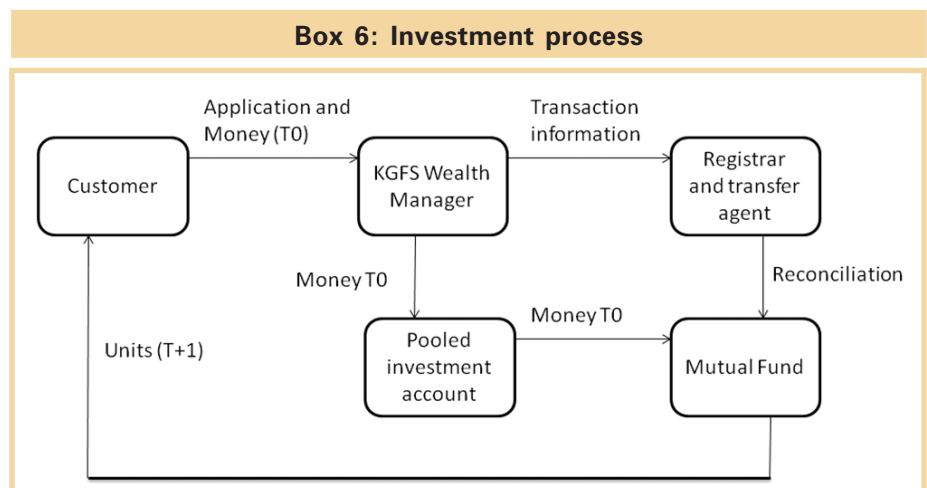 Box 6: Investment process
Application and
Money (T0)
Transaction
information
Customer
KGFS Wealth
Manager
Registrar
and transfer
agent
Money T0
Reconciliation
Money T0
Units (T+1)
Pooled
investment
account
Mutual Fund